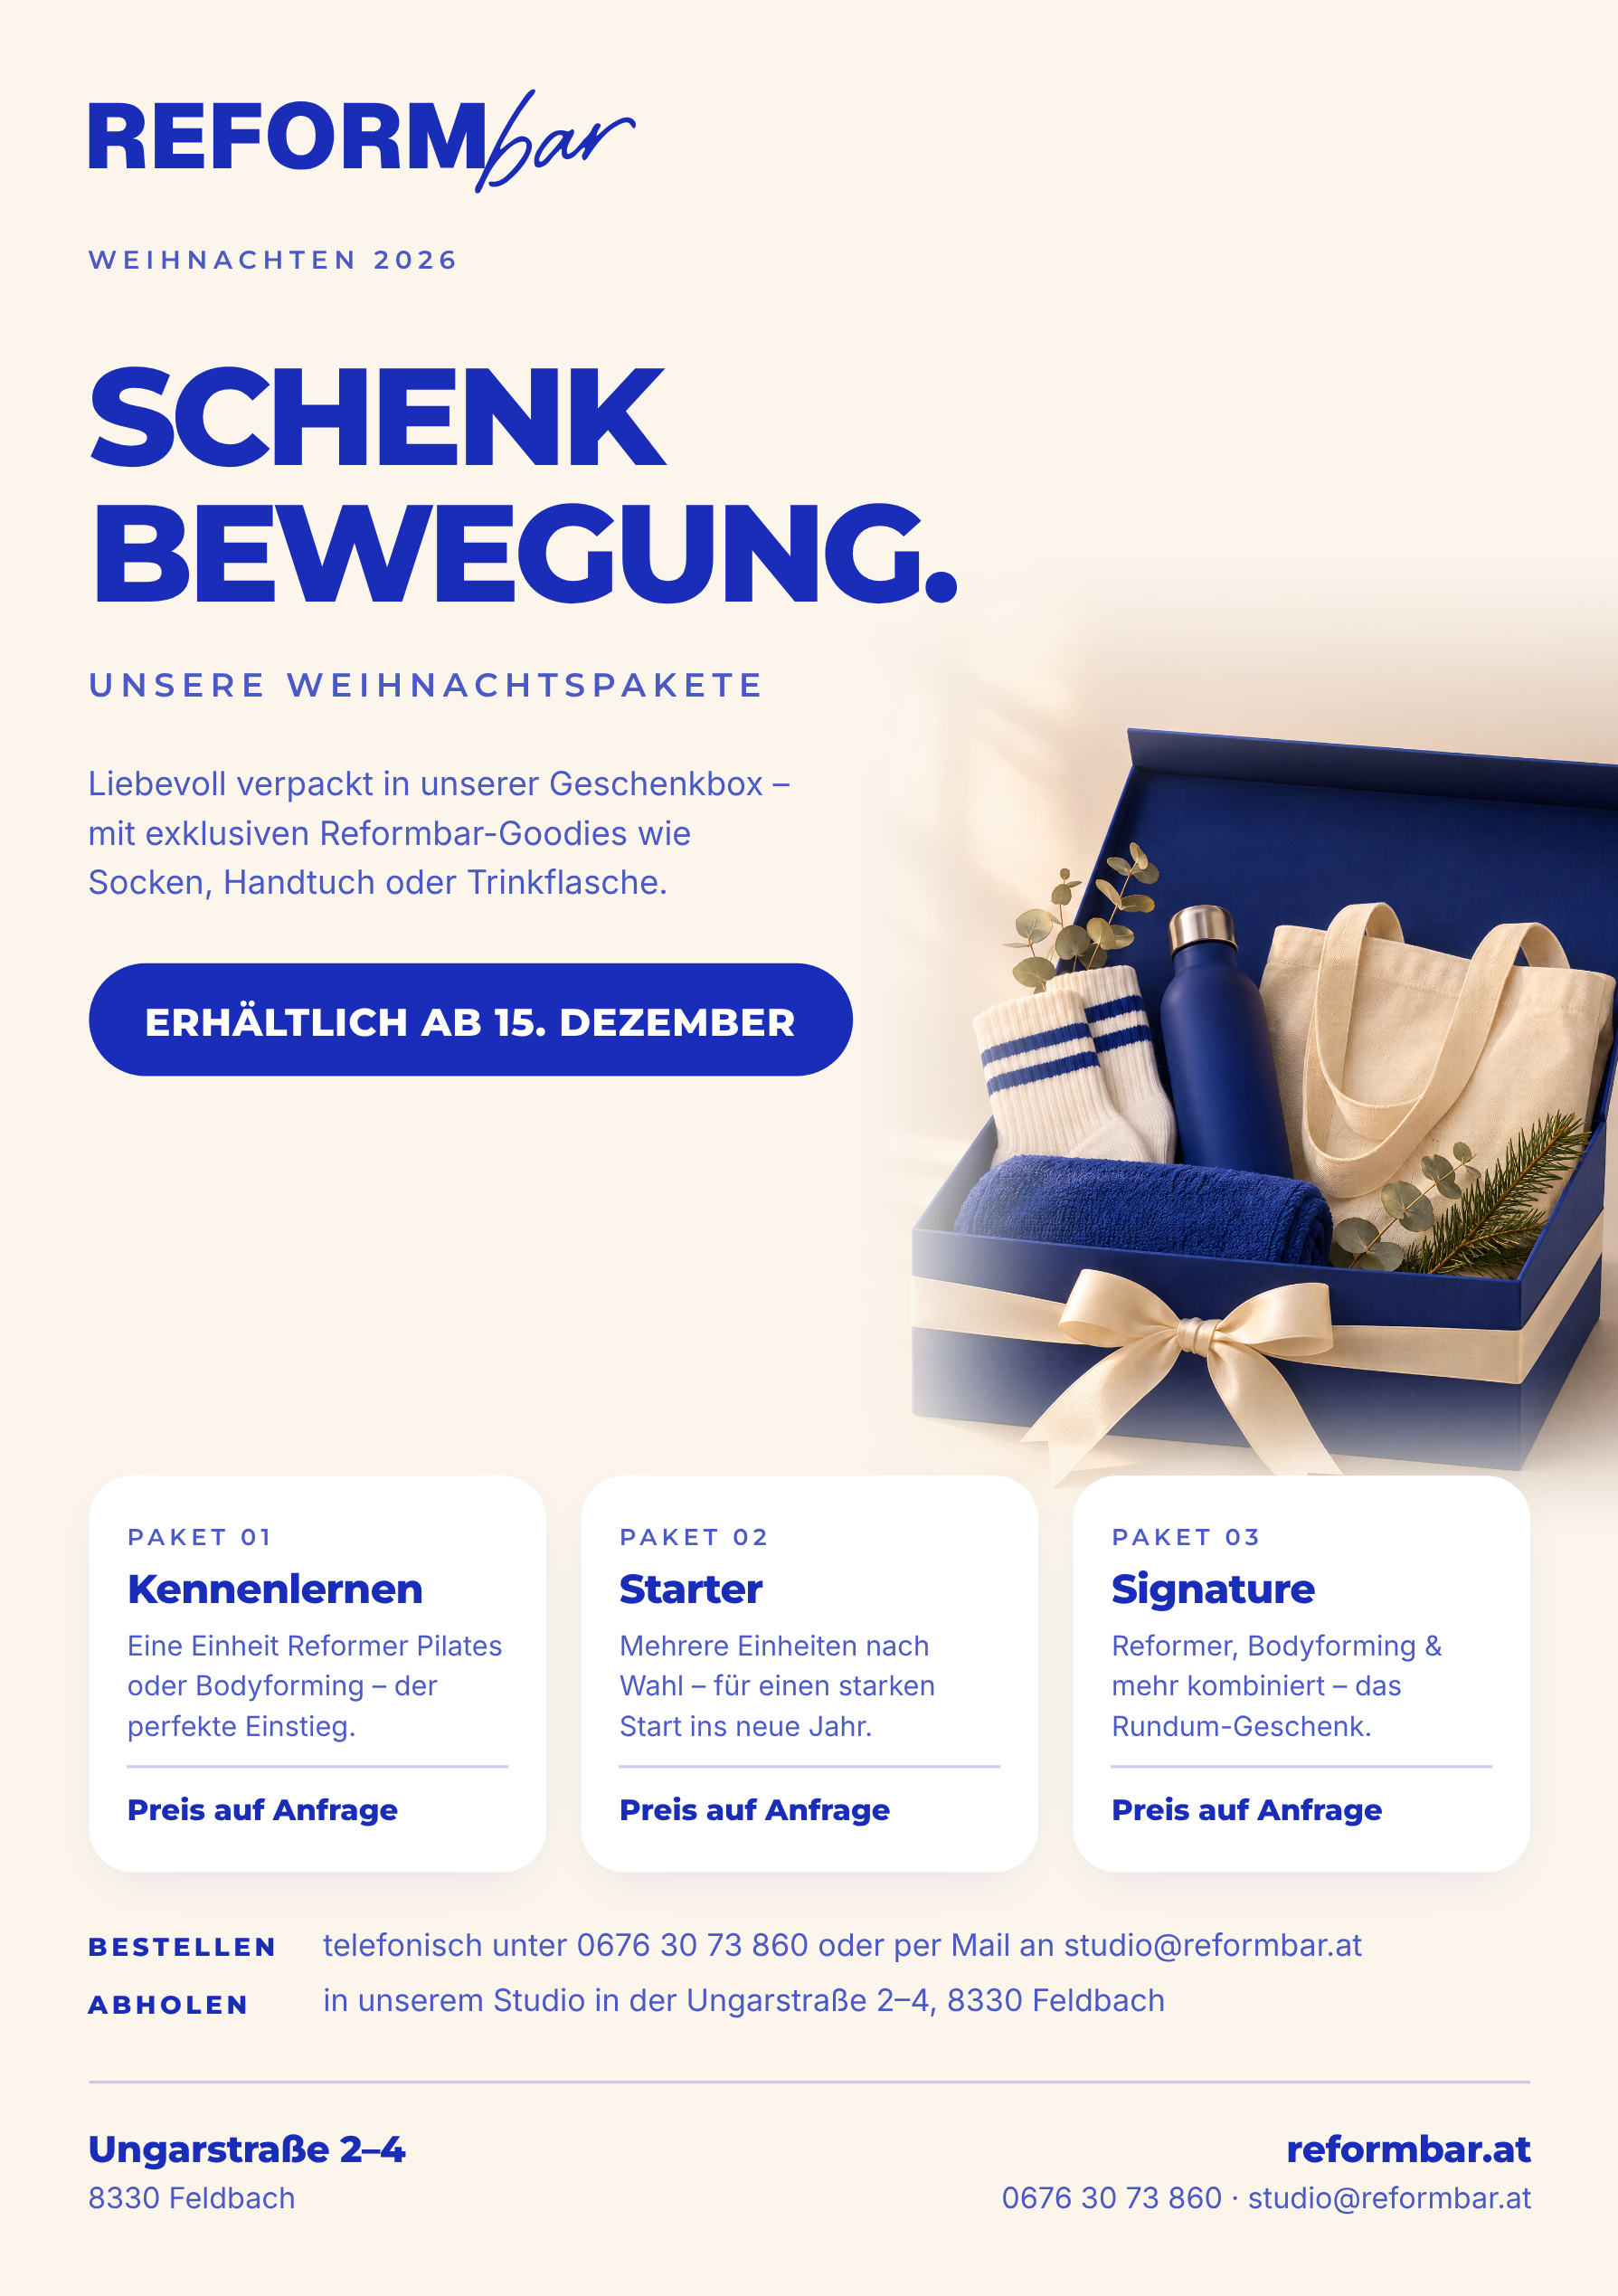 REFORMbar
WEIHNACHTEN 2026
SCHENK
BEWEGUNG.
UNSERE WEIHNACHTSPAKETE
Liebevoll verpackt in unserer Geschenkbox –
mit exklusiven Reformbar-Goodies wie
Socken, Handtuch oder Trinkflasche.
ERHÄLTLICH AB 15. DEZEMBER
PAKET 01
Kennenlernen
Eine Einheit Reformer Pilates
oder Bodyforming – der
perfekte Einstieg.
Preis auf Anfrage
PAKET 02
Starter
Mehrere Einheiten nach
Wahl – für einen starken
Start ins neue Jahr.
Preis auf Anfrage
PAKET 03
Signature
Reformer, Bodyforming &
mehr kombiniert – das
Rundum-Geschenk.
Preis auf Anfrage
BESTELLEN telefonisch unter 0676 30 73 860 oder per Mail an studio@reformbar.at
ABHOLEN in unserem Studio in der Ungarstraße 2–4, 8330 Feldbach
Ungarstraße 2–4
8330 Feldbach
reformbar.at
0676 30 73 860 · studio@reformbar.at